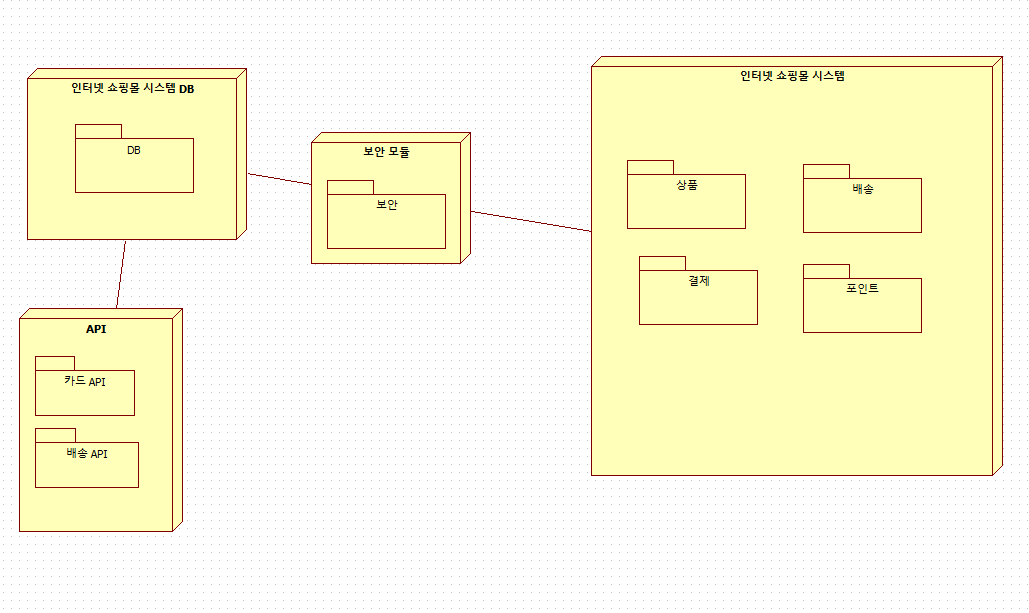 인터넷 쇼핑몰 시스템 DB
DB
보안 모듈
보안
인터넷 쇼핑몰 시스템
상품
배송
결제
포인트
API
카드 API
배송 API